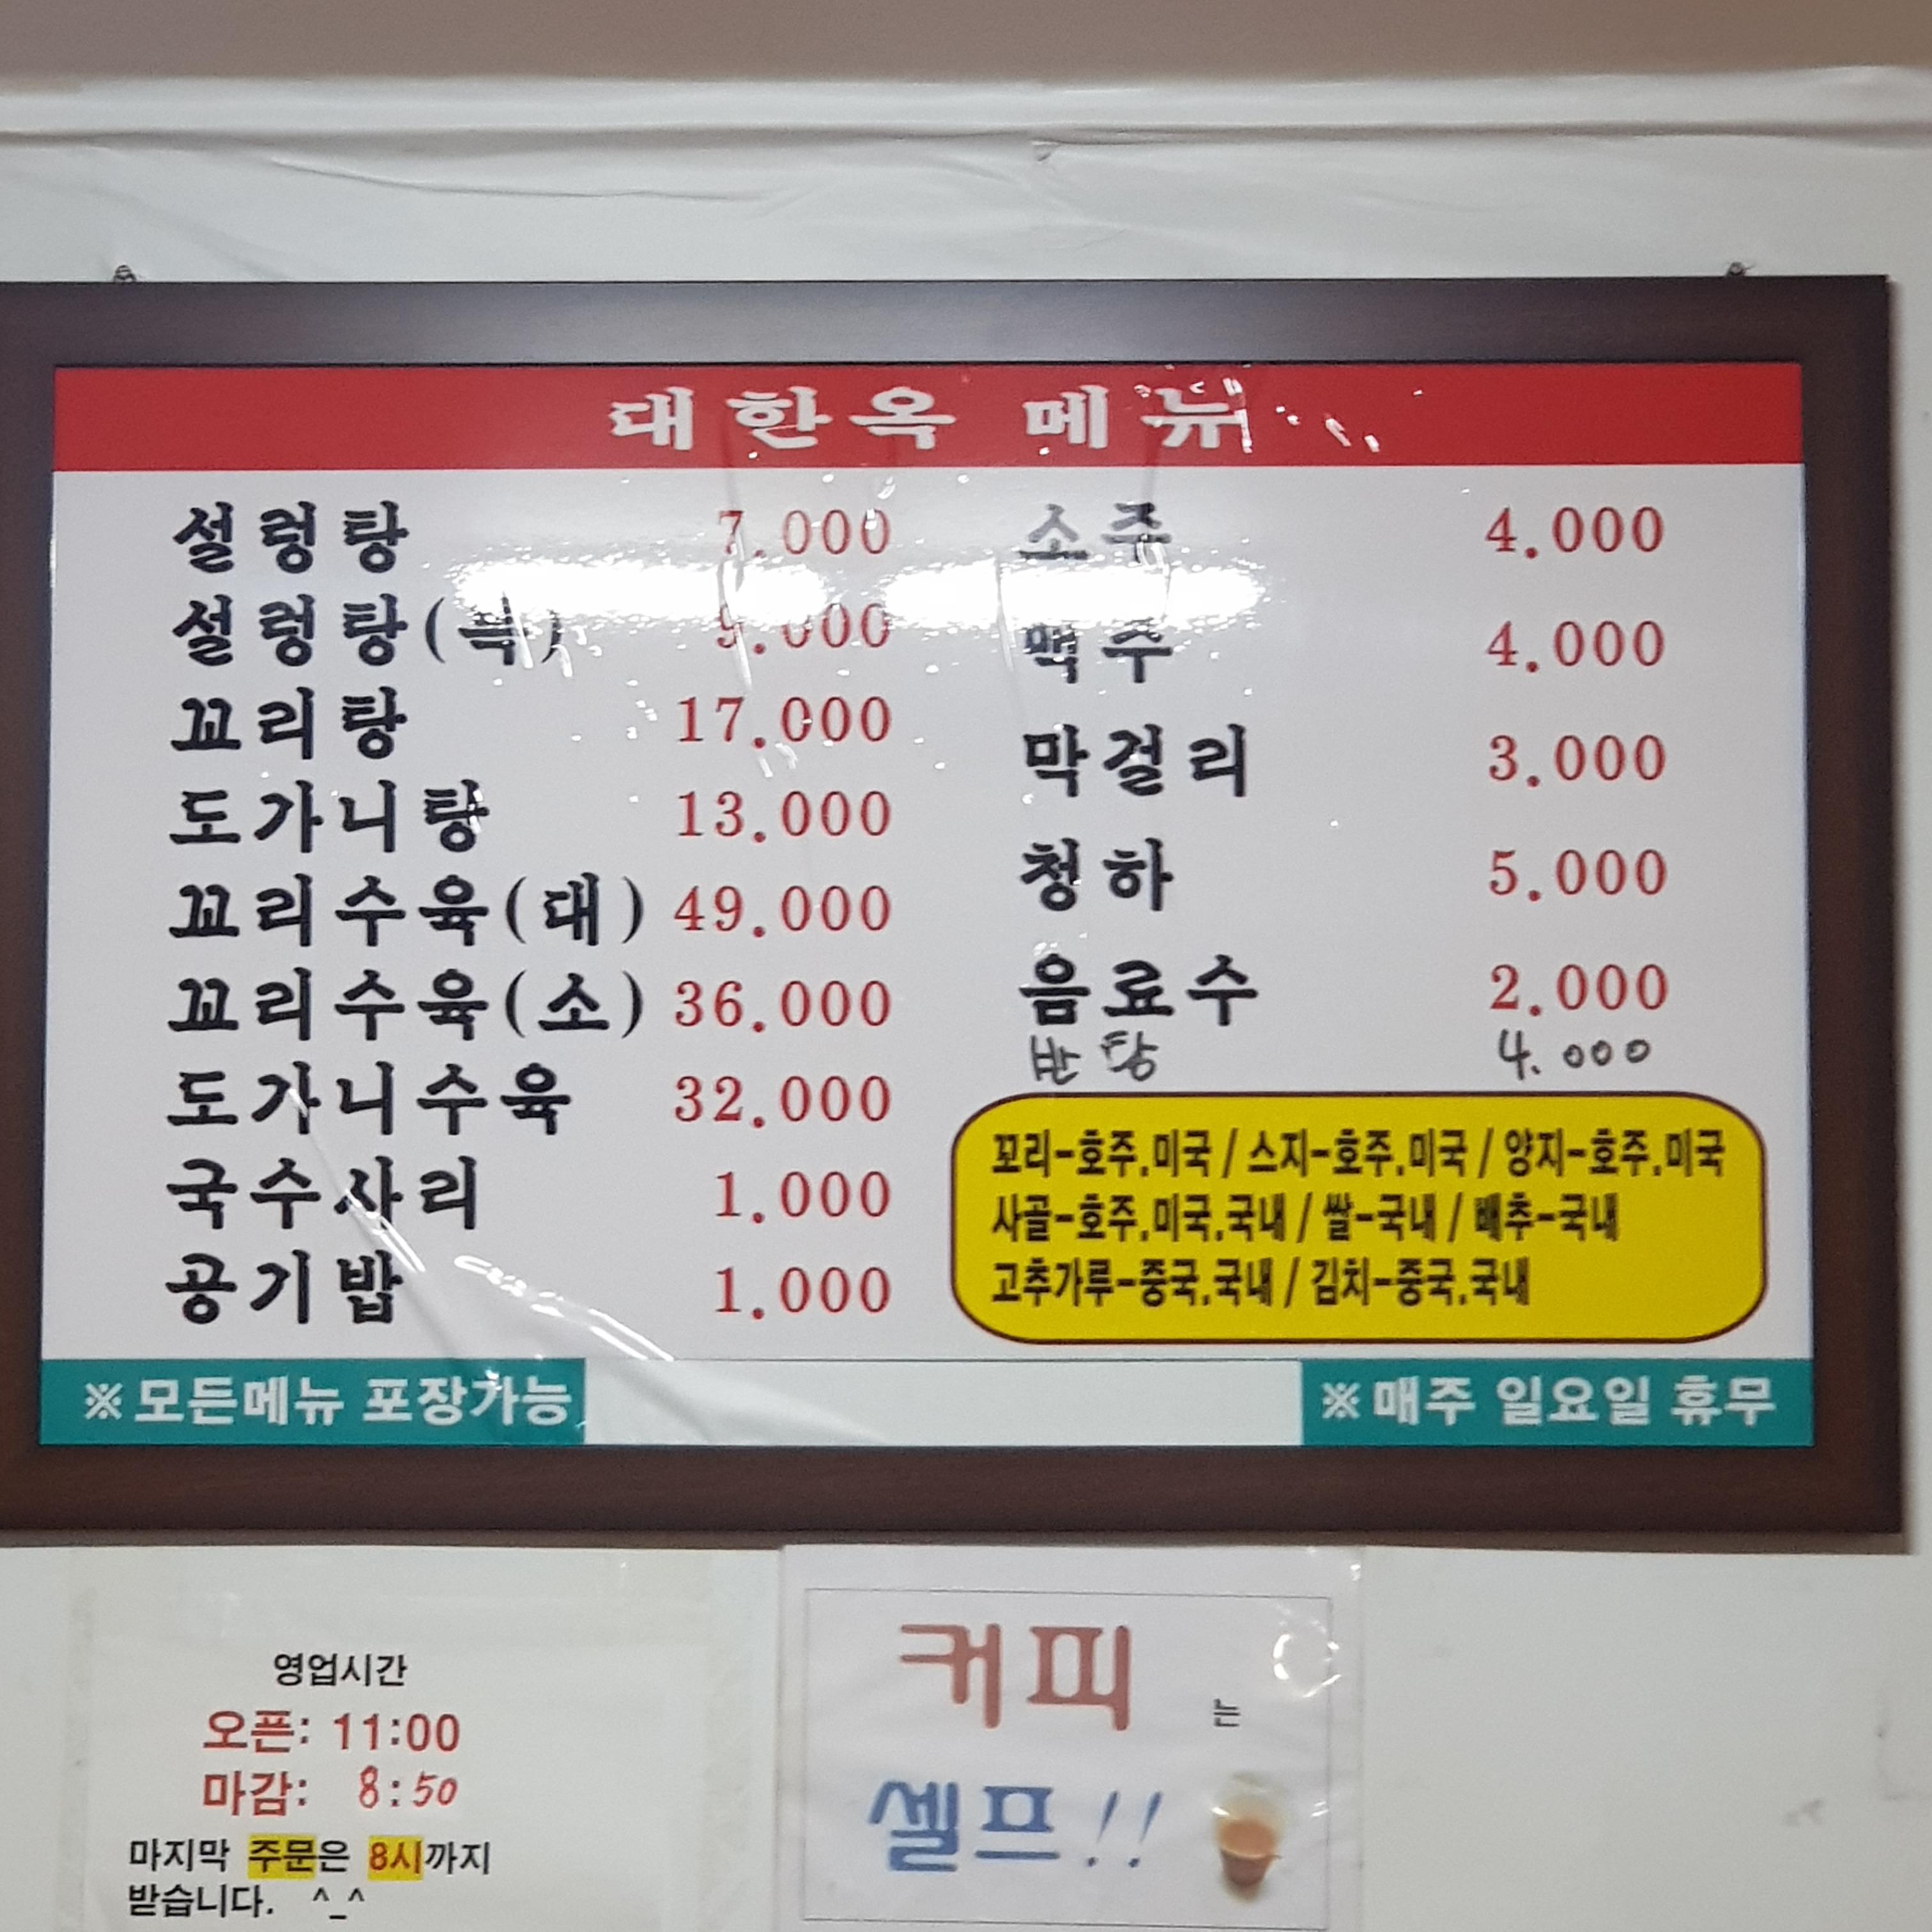 대한옥 메뉴
설렁탕 7.000
설렁탕(특) 9.000
꼬리탕 17.000
도가니탕 13.000
꼬리수육(대) 49.000
꼬리수육(소) 36.000
도가니수육 32.000
국수사리 1.000
공기밥 1.000
소주 4.000
맥주 4.000
막걸리 3.000
청하 5.000
음료수 2.000
반탕 4.000
꼬리-호주.미국 / 스지-호주.미국 / 양지-호주.미국
사골-호주.미국.국내 / 쌀-국내 / 배추-국내
고추가루-중국.국내 / 김치-중국.국내
※모든메뉴 포장가능
※매주 일요일 휴무
영업시간
오픈: 11:00
마감: 8:50
마지막 주문은 8시까지
받습니다. ^_^
커피는
셀프!!